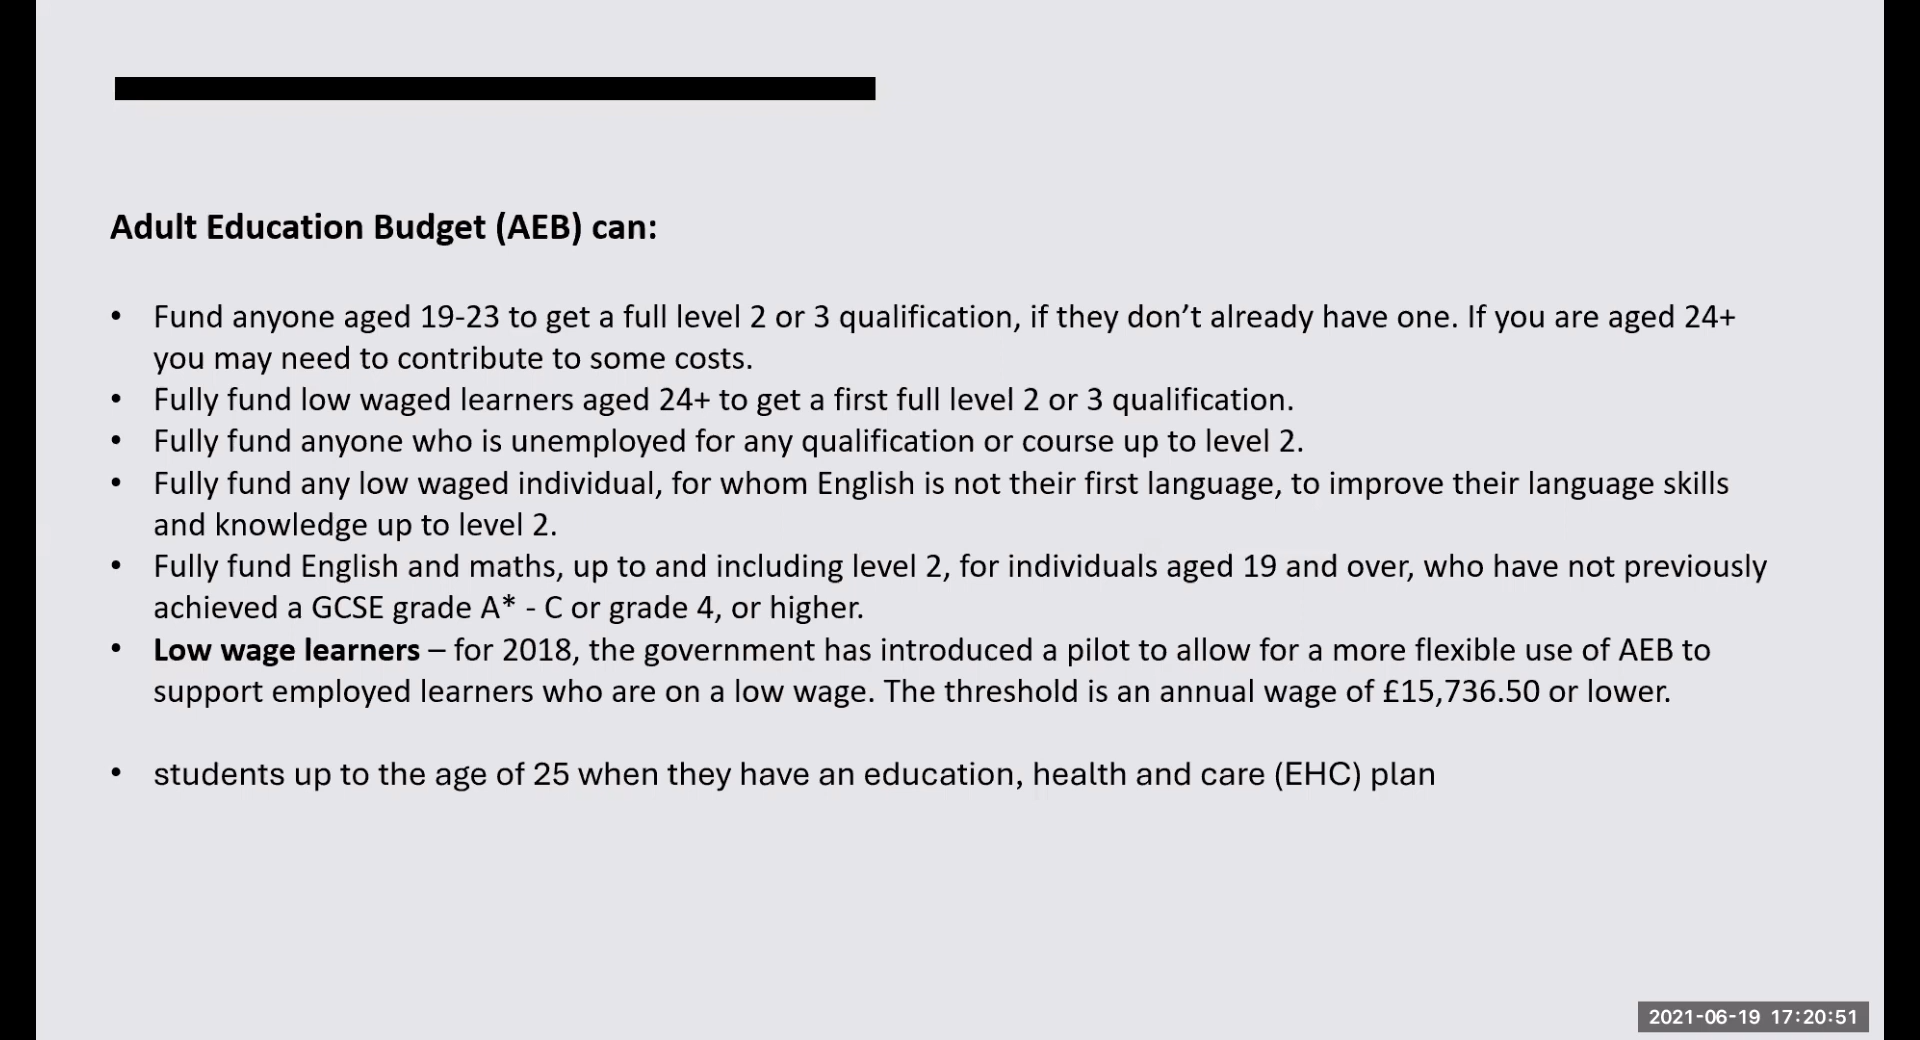 Adult Education Budget (AEB) can:
• Fund anyone aged 19-23 to get a full level 2 or 3 qualification, if they don’t already have one. If you are aged 24+
you may need to contribute to some costs.
• Fully fund low waged learners aged 24+ to get a first full level 2 or 3 qualification.
• Fully fund anyone who is unemployed for any qualification or course up to level 2.
• Fully fund any low waged individual, for whom English is not their first language, to improve their language skills
and knowledge up to level 2.
• Fully fund English and maths, up to and including level 2, for individuals aged 19 and over, who have not previously
achieved a GCSE grade A* - C or grade 4, or higher.
• Low wage learners – for 2018, the government has introduced a pilot to allow for a more flexible use of AEB to
support employed learners who are on a low wage. The threshold is an annual wage of £15,736.50 or lower.
• students up to the age of 25 when they have an education, health and care (EHC) plan
2021-06-19 17:20:51